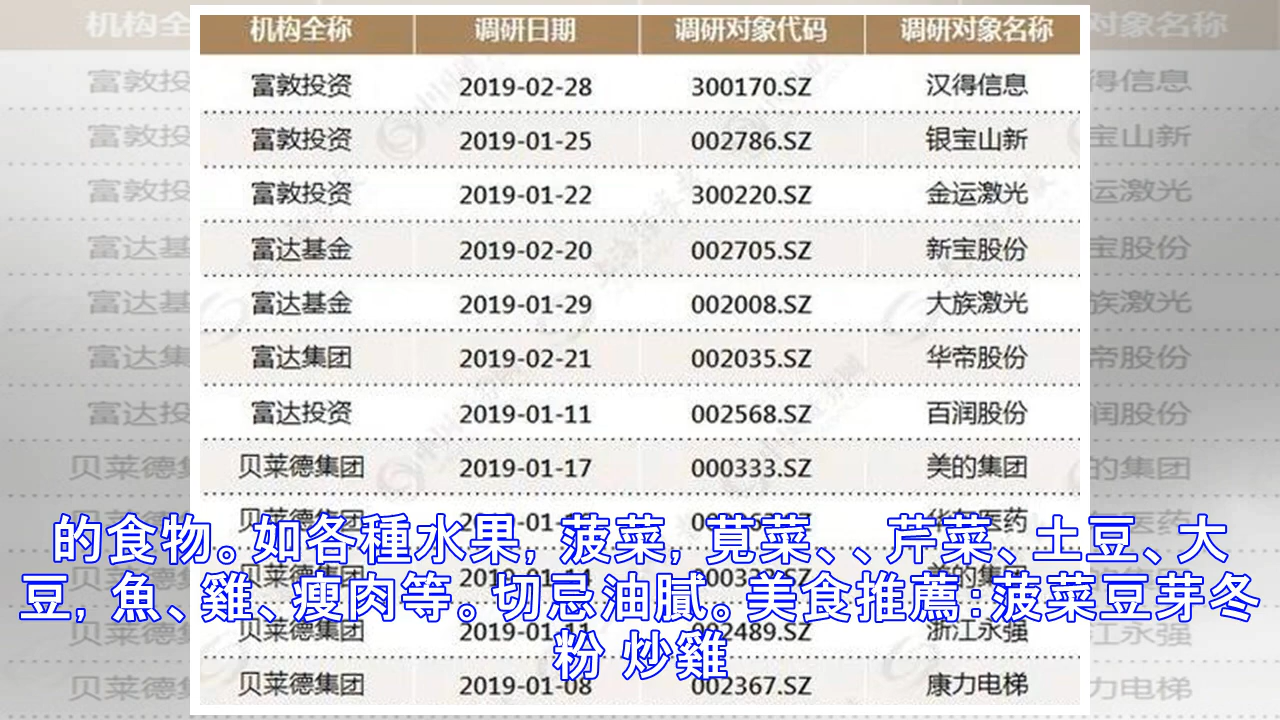 机构全称 调研日期 调研对象代码 调研对象名称
富敦投资 2019-02-28 300170.SZ 汉得信息
富敦投资 2019-01-25 002786.SZ 银宝山新
富敦投资 2019-01-22 300220.SZ 金运激光
富达基金 2019-02-20 002705.SZ 新宝股份
富达基金 2019-01-29 002008.SZ 大族激光
富达集团 2019-02-21 002035.SZ 华帝股份
富达投资 2019-01-11 002568.SZ 百润股份
贝莱德集团 2019-01-17 000333.SZ 美的集团
贝莱德集团
贝莱德集团 美的集团
贝莱德集团 2019-01-11 002489.SZ 浙江永强
贝莱德集团 2019-01-08 002367.SZ 康力电梯
的食物。如各種水果, 菠菜, 莧菜、、芹菜、土豆、大
豆, 魚、雞、瘦肉等。切忌油膩。美食推薦:菠菜豆芽冬
粉 炒雞